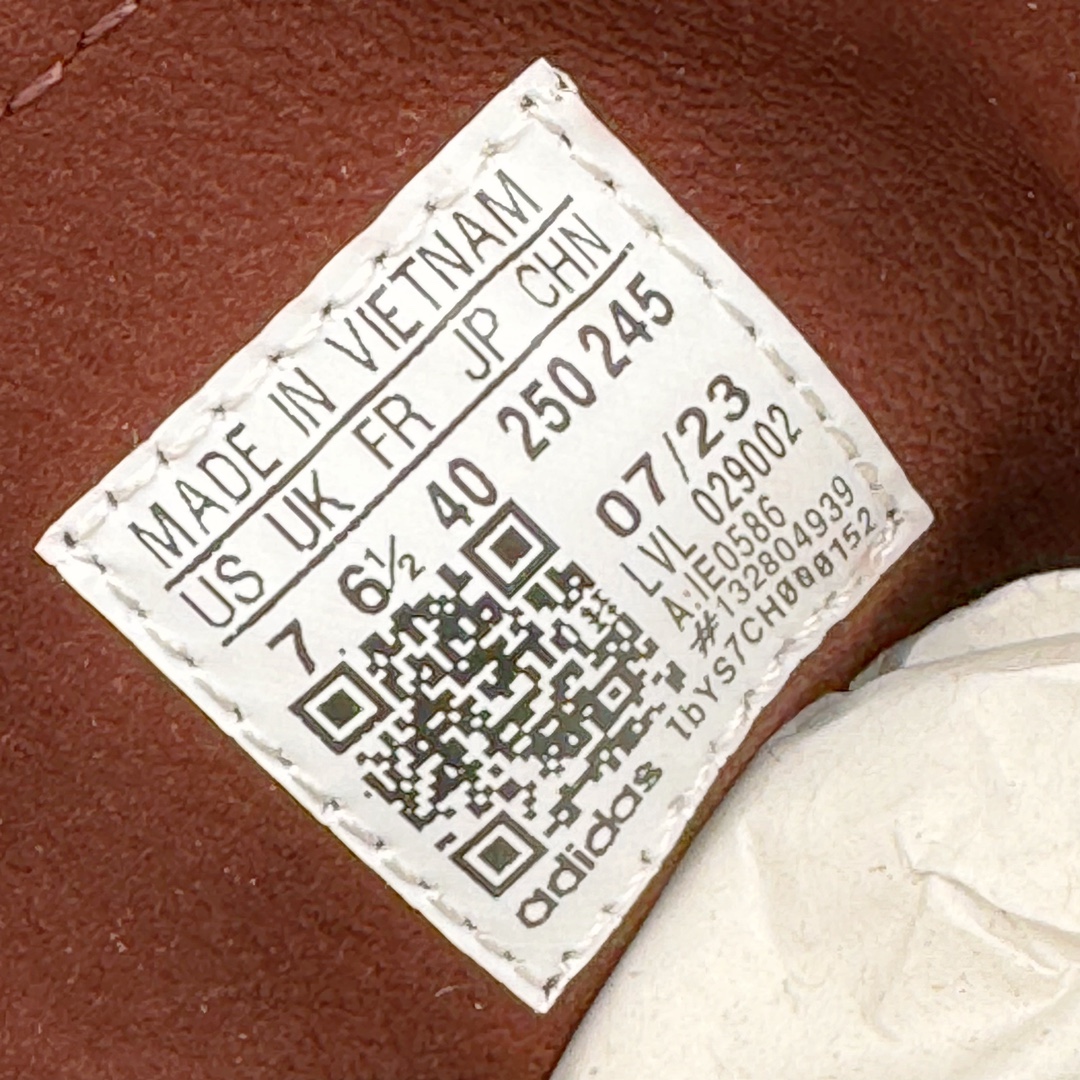 MADE IN VIETNAM
US UK FR JP CHN
7 6½ 40 250 245
07/23
LVL 029002
A:IE0586
#132804939
1bYS7CH000152
adidas